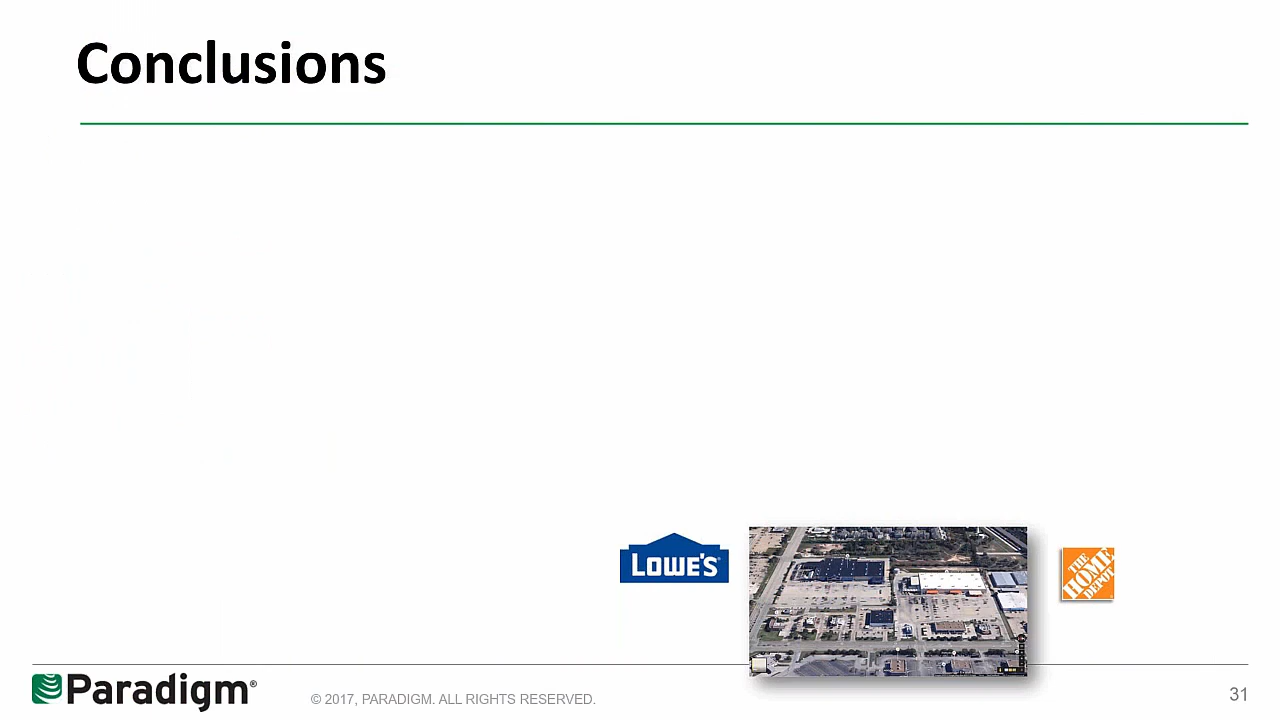 Conclusions
LOWE'S
THE
HOME
DEPOT
Paradigm®
© 2017, PARADIGM. ALL RIGHTS RESERVED.
31